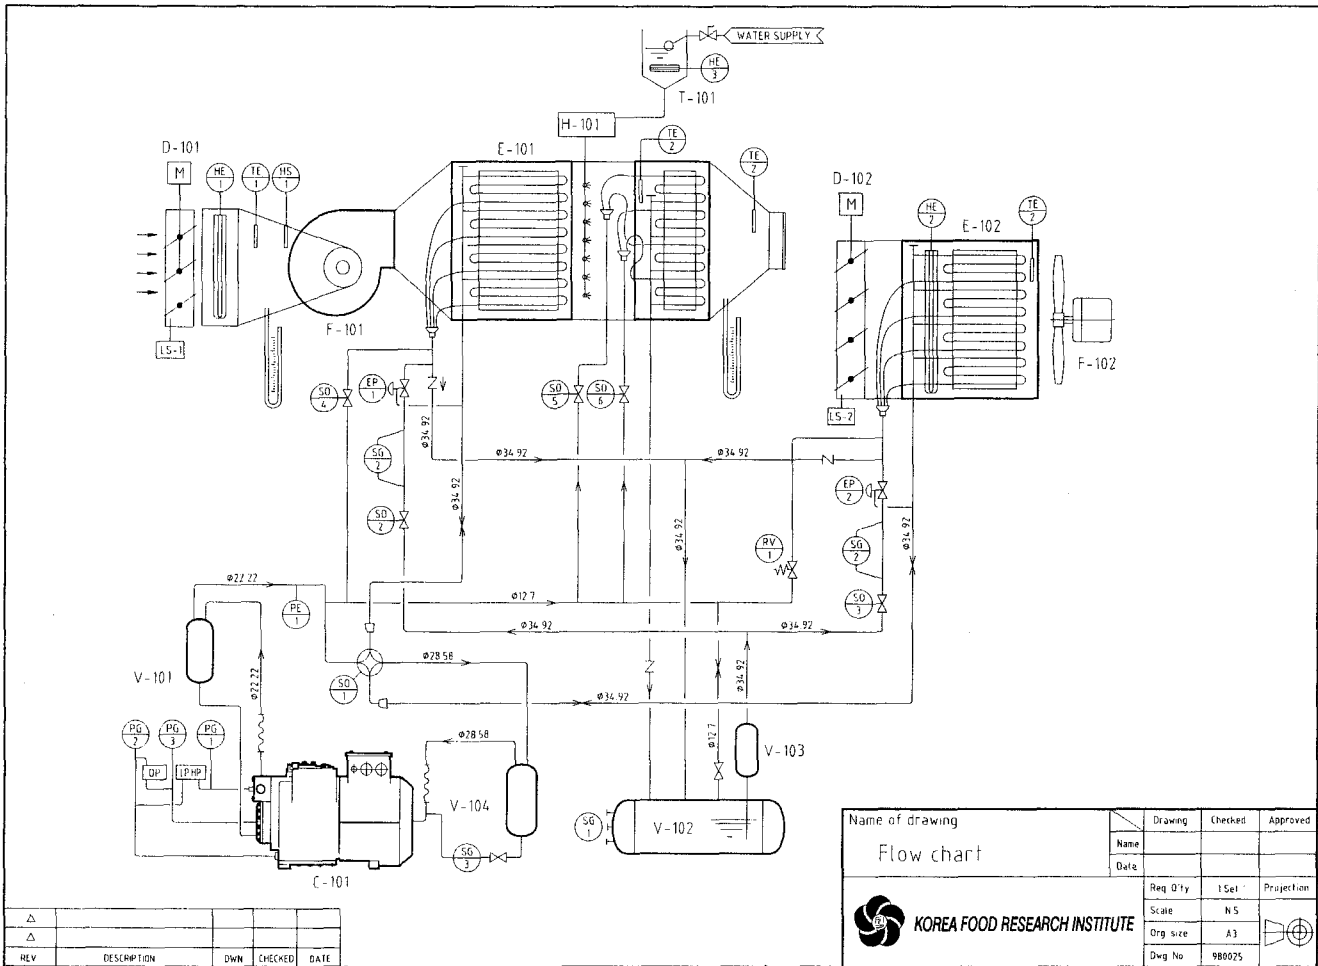 WATER SUPPLY
HE
3
T-101
H-101
TE
2
D-101
M
HE
1
TE
1
HS
1
E-101
TE
2
D-102
M
HE
2
TE
2
E-102
F-101
LS-1
F-102
LS-2
SO
4
EP
1
SO
5
SO
6
ø34.92
ø34.92
ø34.92
ø34.92
SG
2
EP
2
SO
2
ø34.92
ø34.92
RV
1
SG
2
ø22.22
PE
1
ø12.7
SO
3
ø34.92
ø34.92
V-101
ø22.22
SO
1
ø28.58
ø34.92
ø34.92
PG
2
PG
3
PG
1
OP
HP
ø28.58
ø12.7
V-103
V-104
SG
1
V-102
SG
3
C-101
Name of drawing
Flow chart
Drawing
Checked
Approved
Name
Date
KOREA FOOD RESEARCH INSTITUTE
Req Q'ty
1 Set
Projection
Scale
N.S
Org size
A3
Dwg No
980025
REV
DESCRIPTION
DWN
CHECKED
DATE